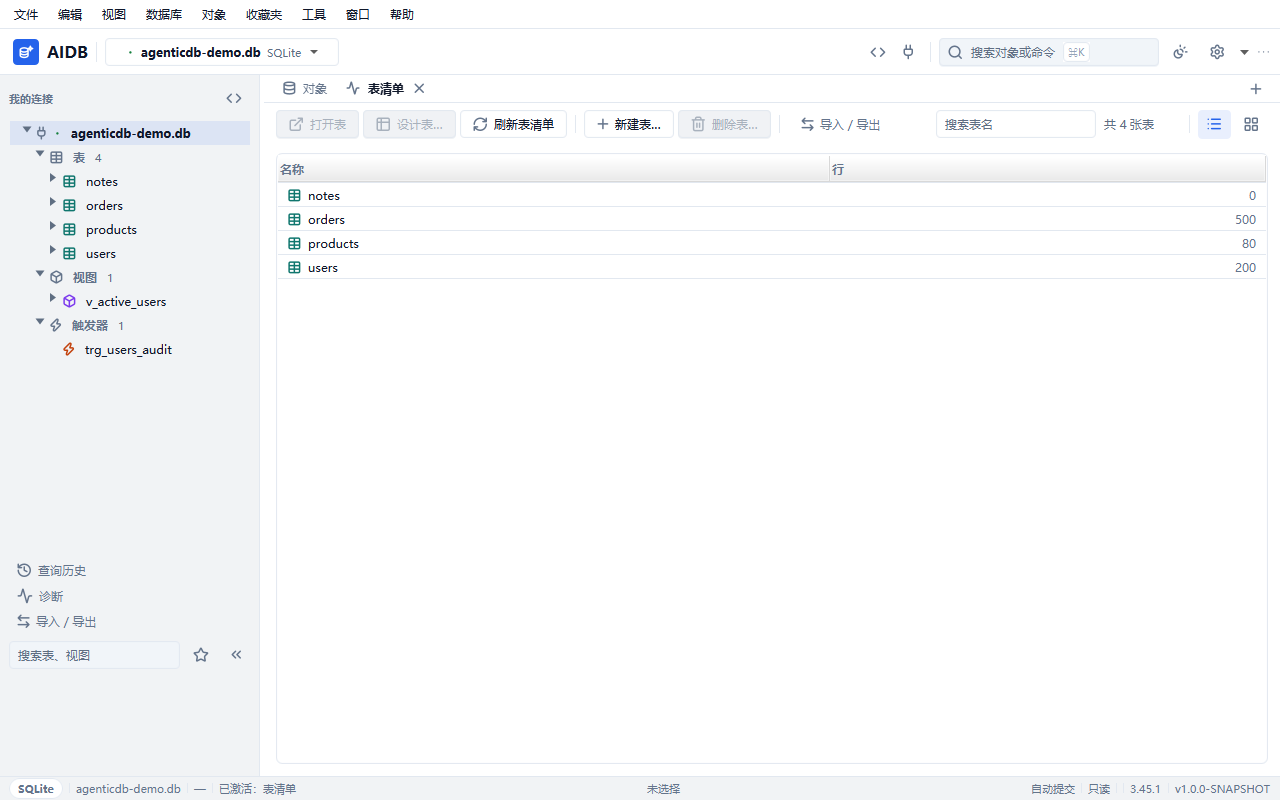 文件 编辑 视图 数据库 对象 收藏夹 工具 窗口 帮助
AIDB · agenticdb-demo.db SQLite 搜索对象或命令 ⌘K
我的连接
· agenticdb-demo.db
表 4
notes
orders
products
users
视图 1
v_active_users
触发器 1
trg_users_audit
查询历史
诊断
导入 / 导出
搜索表、视图
对象 表清单
打开表 设计表... 刷新表清单 新建表... 删除表... 导入 / 导出 搜索表名 共 4 张表
名称 行
notes 0
orders 500
products 80
users 200
SQLite agenticdb-demo.db — 已激活: 表清单 未选择 自动提交 只读 3.45.1 v1.0.0-SNAPSHOT